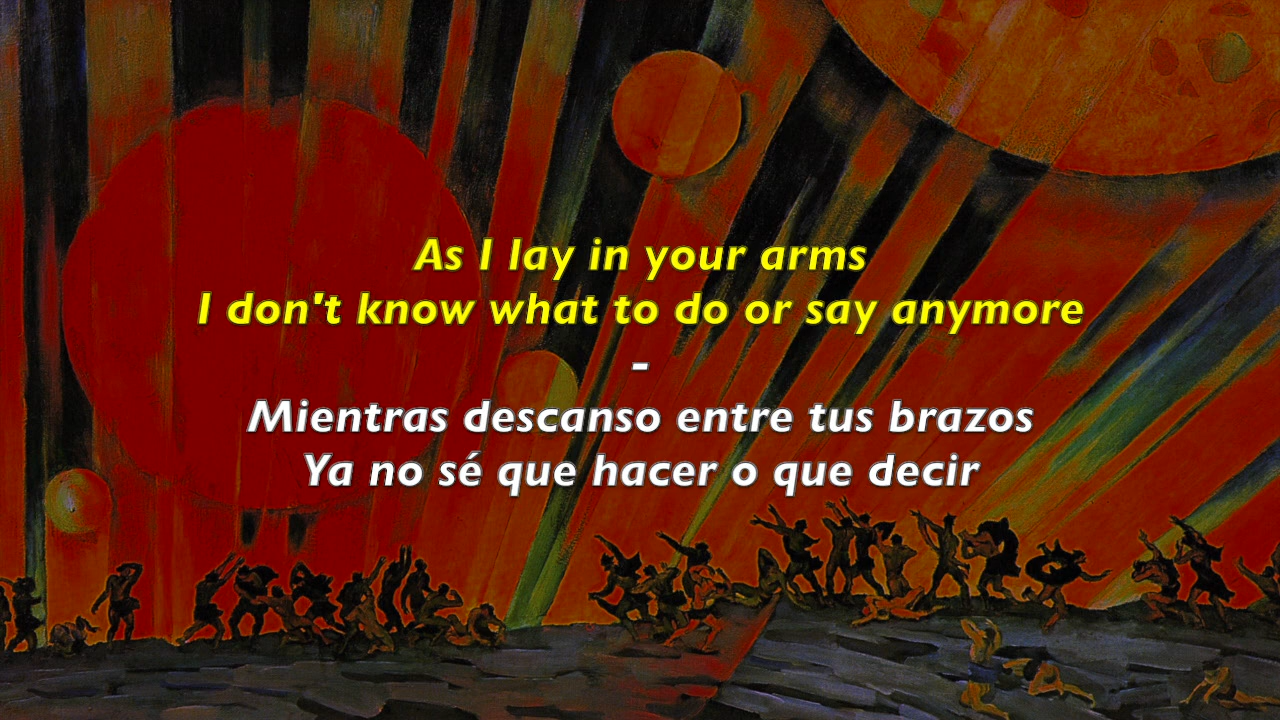 As I lay in your arms
I don't know what to do or say anymore
-
Mientras descanso entre tus brazos
Ya no sé que hacer o que decir